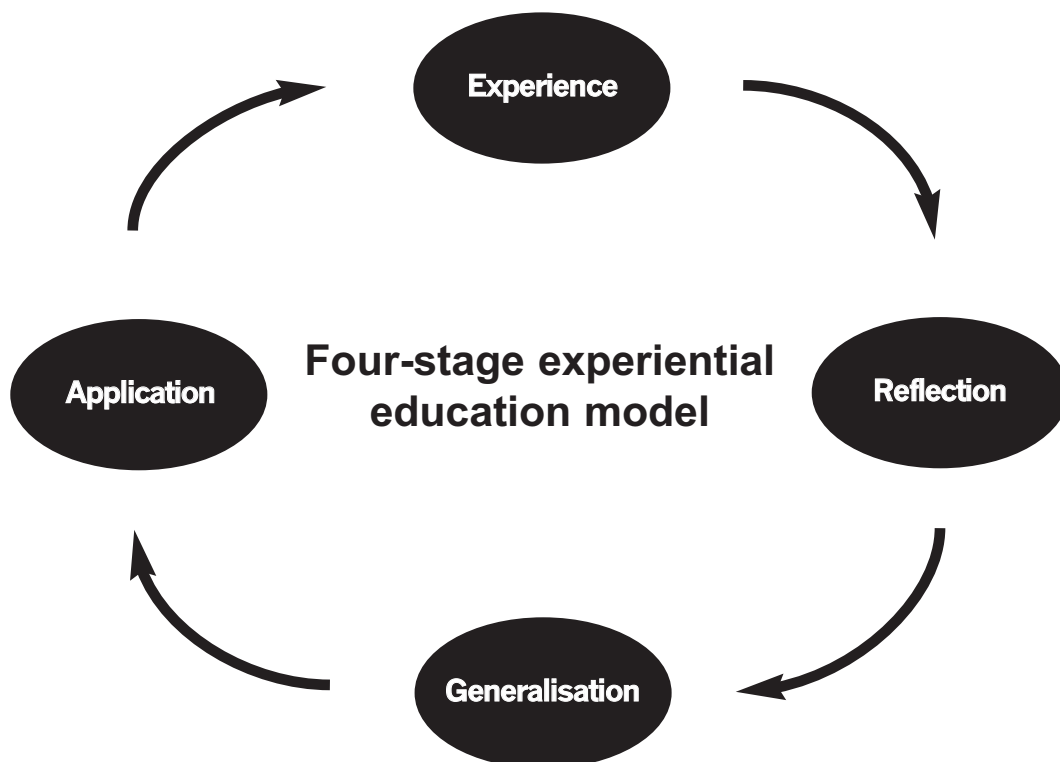 Experience
Application
Four-stage experiential
education model
Reflection
Generalisation